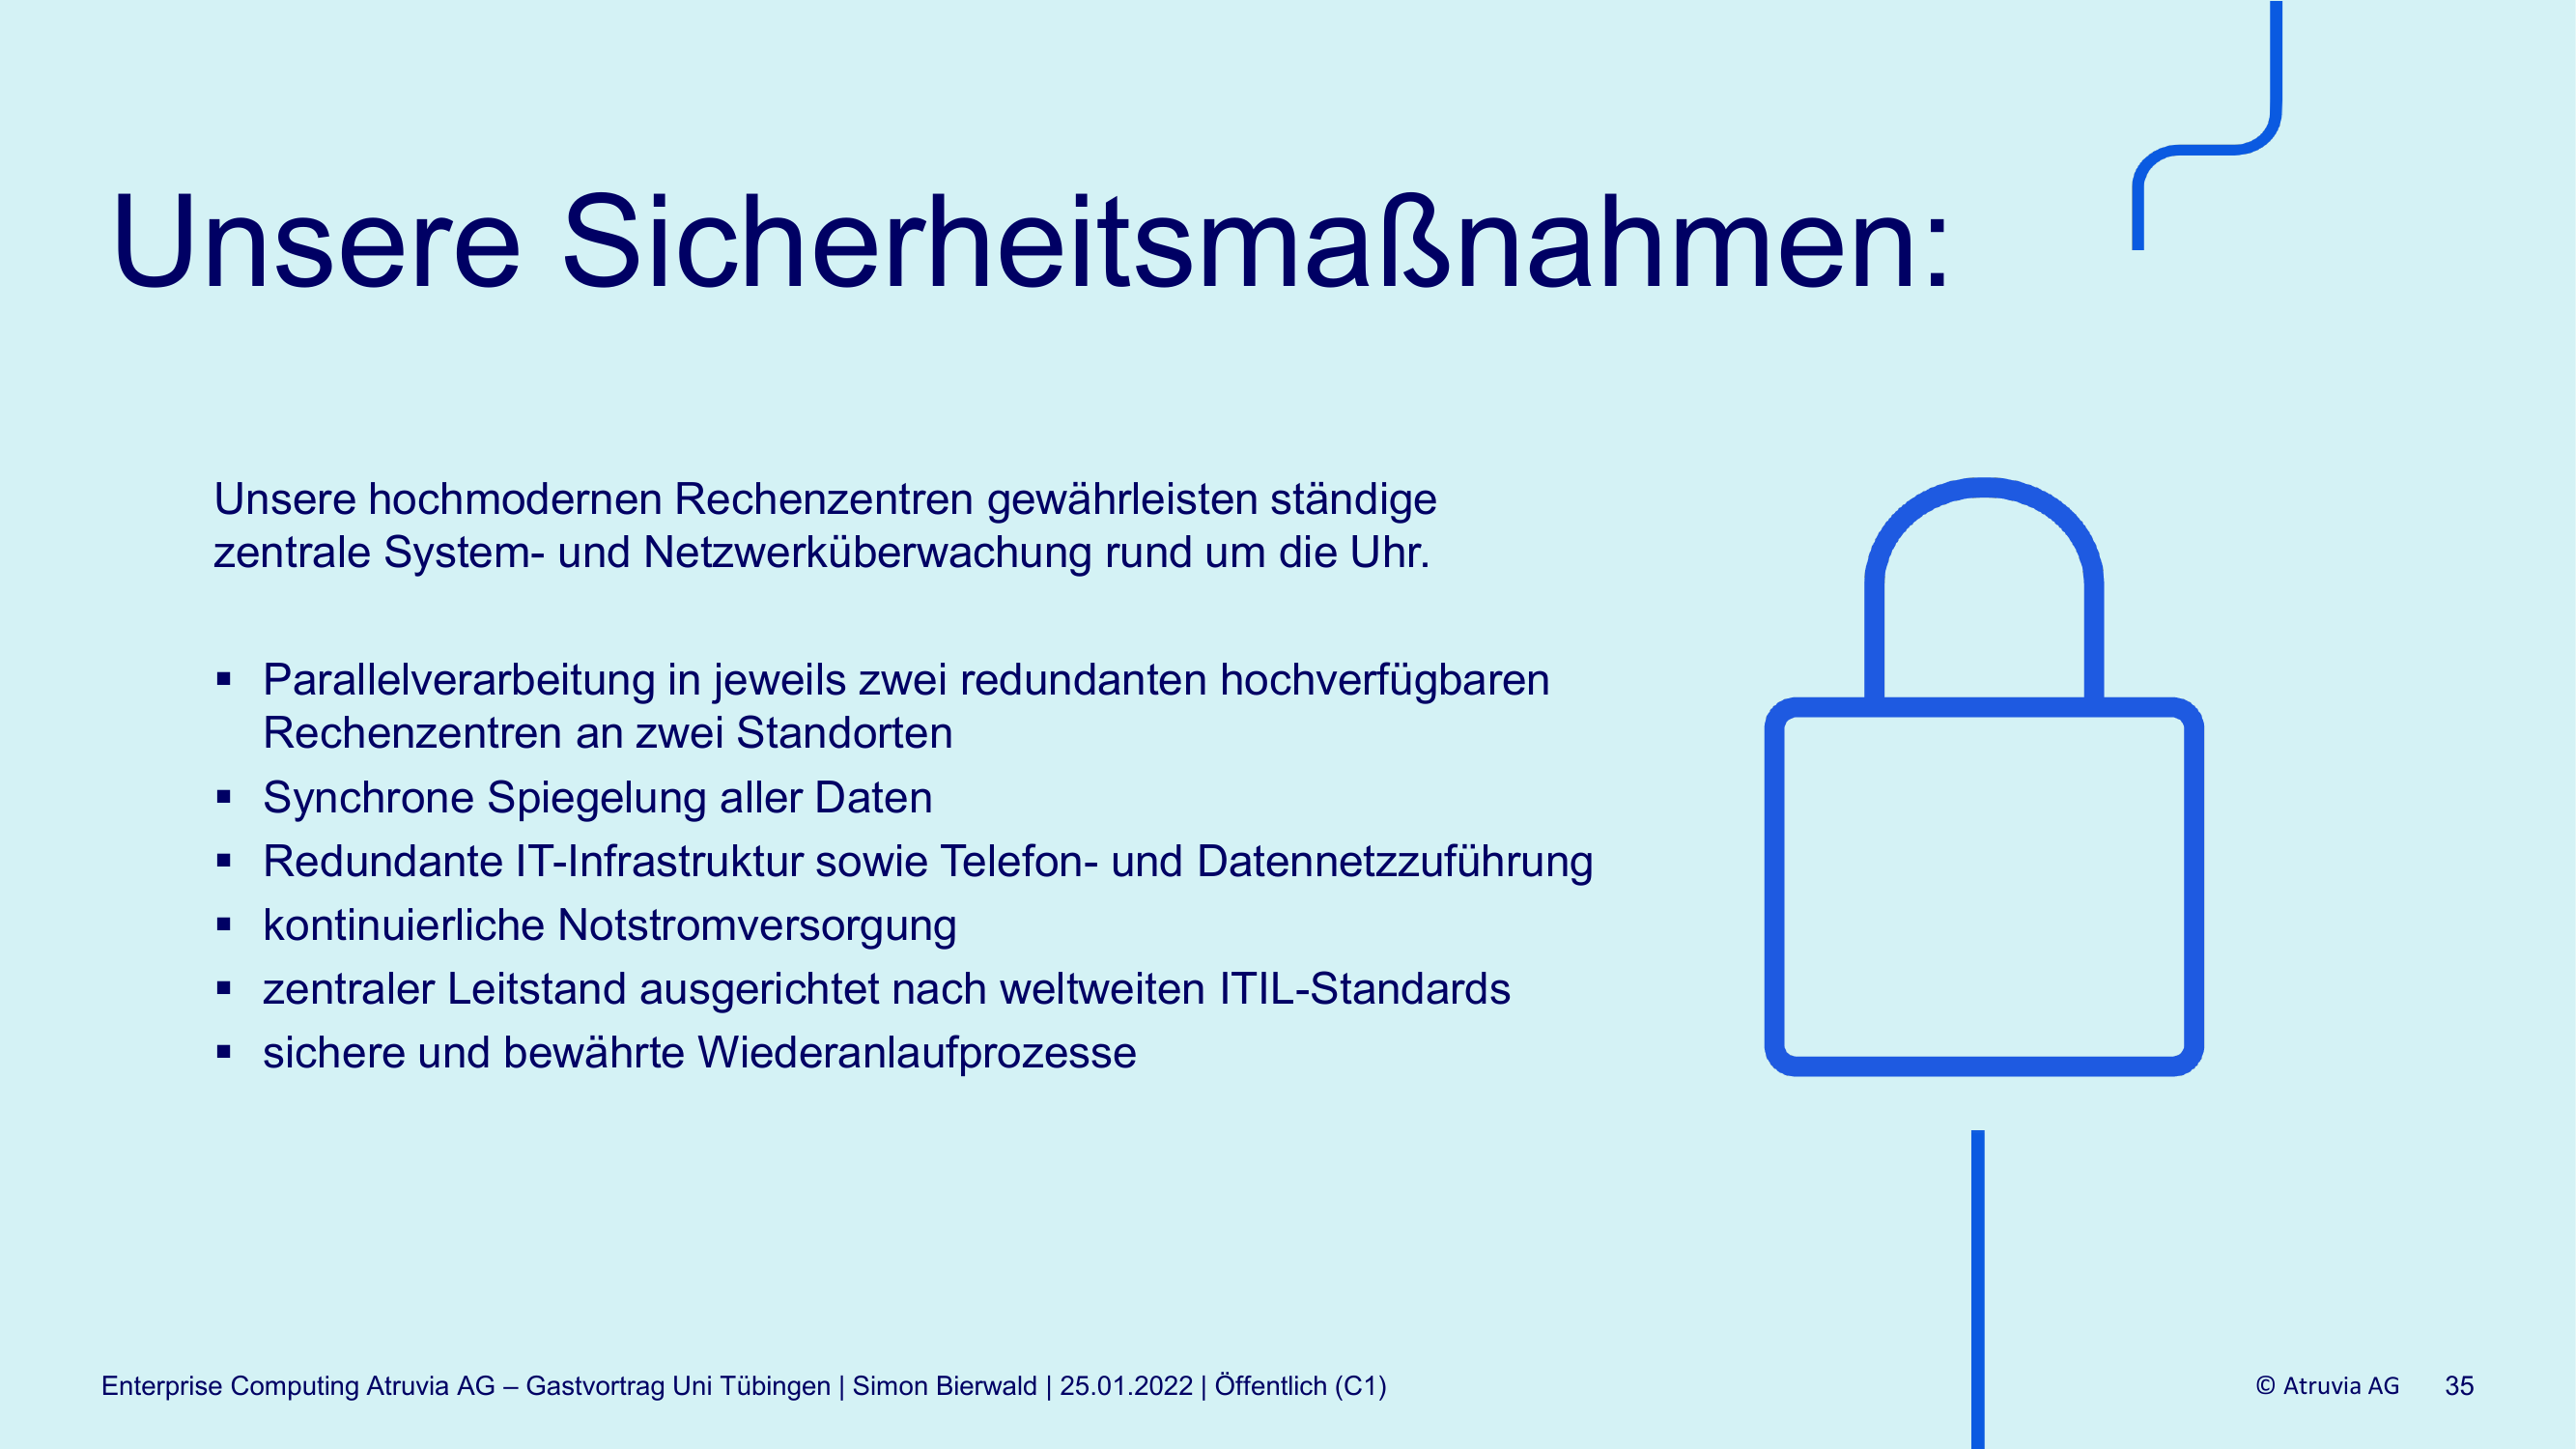 Unsere Sicherheitsmaßnahmen:
Unsere hochmodernen Rechenzentren gewährleisten ständige
zentrale System- und Netzwerküberwachung rund um die Uhr.
▪ Parallelverarbeitung in jeweils zwei redundanten hochverfügbaren
Rechenzentren an zwei Standorten
▪ Synchrone Spiegelung aller Daten
▪ Redundante IT-Infrastruktur sowie Telefon- und Datennetzzuführung
▪ kontinuierliche Notstromversorgung
▪ zentraler Leitstand ausgerichtet nach weltweiten ITIL-Standards
▪ sichere und bewährte Wiederanlaufprozesse
Enterprise Computing Atruvia AG – Gastvortrag Uni Tübingen | Simon Bierwald | 25.01.2022 | Öffentlich (C1)
© Atruvia AG 35